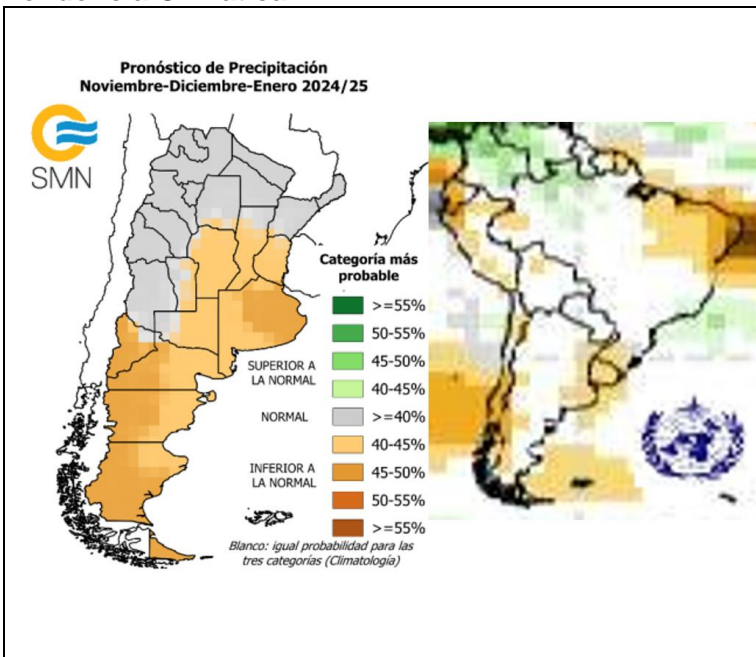 Pronóstico de Precipitación
Noviembre-Diciembre-Enero 2024/25
SMN
Categoría más
probable
>=55%
50-55%
45-50%
SUPERIOR A
LA NORMAL
40-45%
NORMAL
>=40%
40-45%
INFERIOR A
LA NORMAL
45-50%
50-55%
>=55%
Blanco: igual probabilidad para las
tres categorías (Climatología)